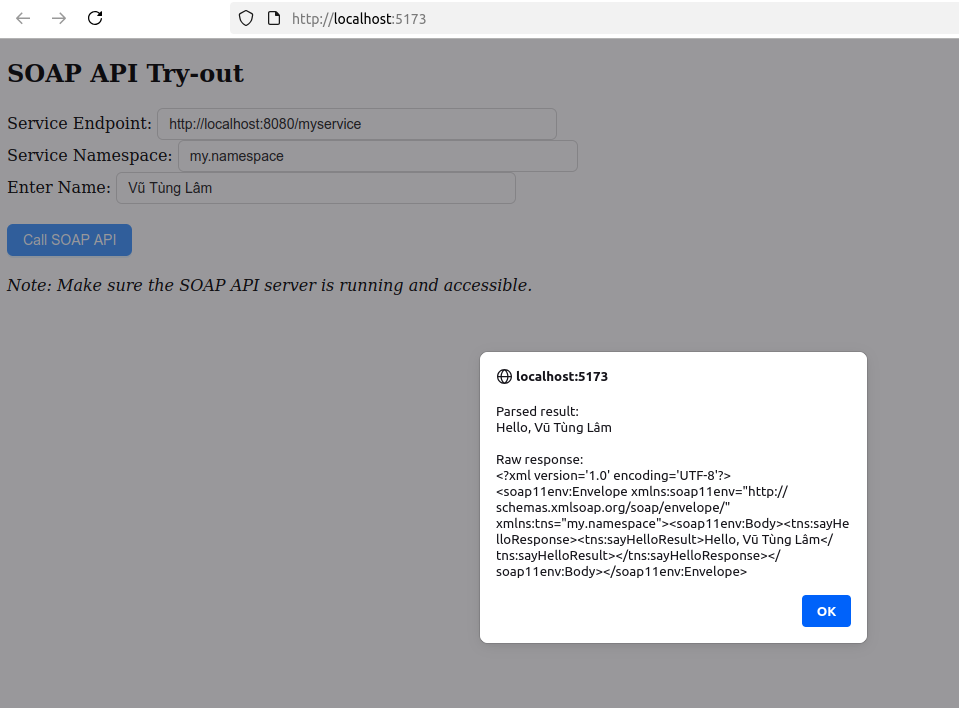 http://localhost:5173
SOAP API Try-out
Service Endpoint: http://localhost:8080/myservice
Service Namespace: my.namespace
Enter Name: Vũ Tùng Lâm
Call SOAP API
Note: Make sure the SOAP API server is running and accessible.
localhost:5173
Parsed result:
Hello, Vũ Tùng Lâm
Raw response:
<?xml version='1.0' encoding='UTF-8'?>
<soap11env:Envelope xmlns:soap11env="http://
schemas.xmlsoap.org/soap/envelope/"
xmlns:tns="my.namespace"><soap11env:Body><tns:sayHe
lloResponse><tns:sayHelloResult>Hello, Vũ Tùng Lâm</
tns:sayHelloResult></tns:sayHelloResponse></
soap11env:Body></soap11env:Envelope>
OK